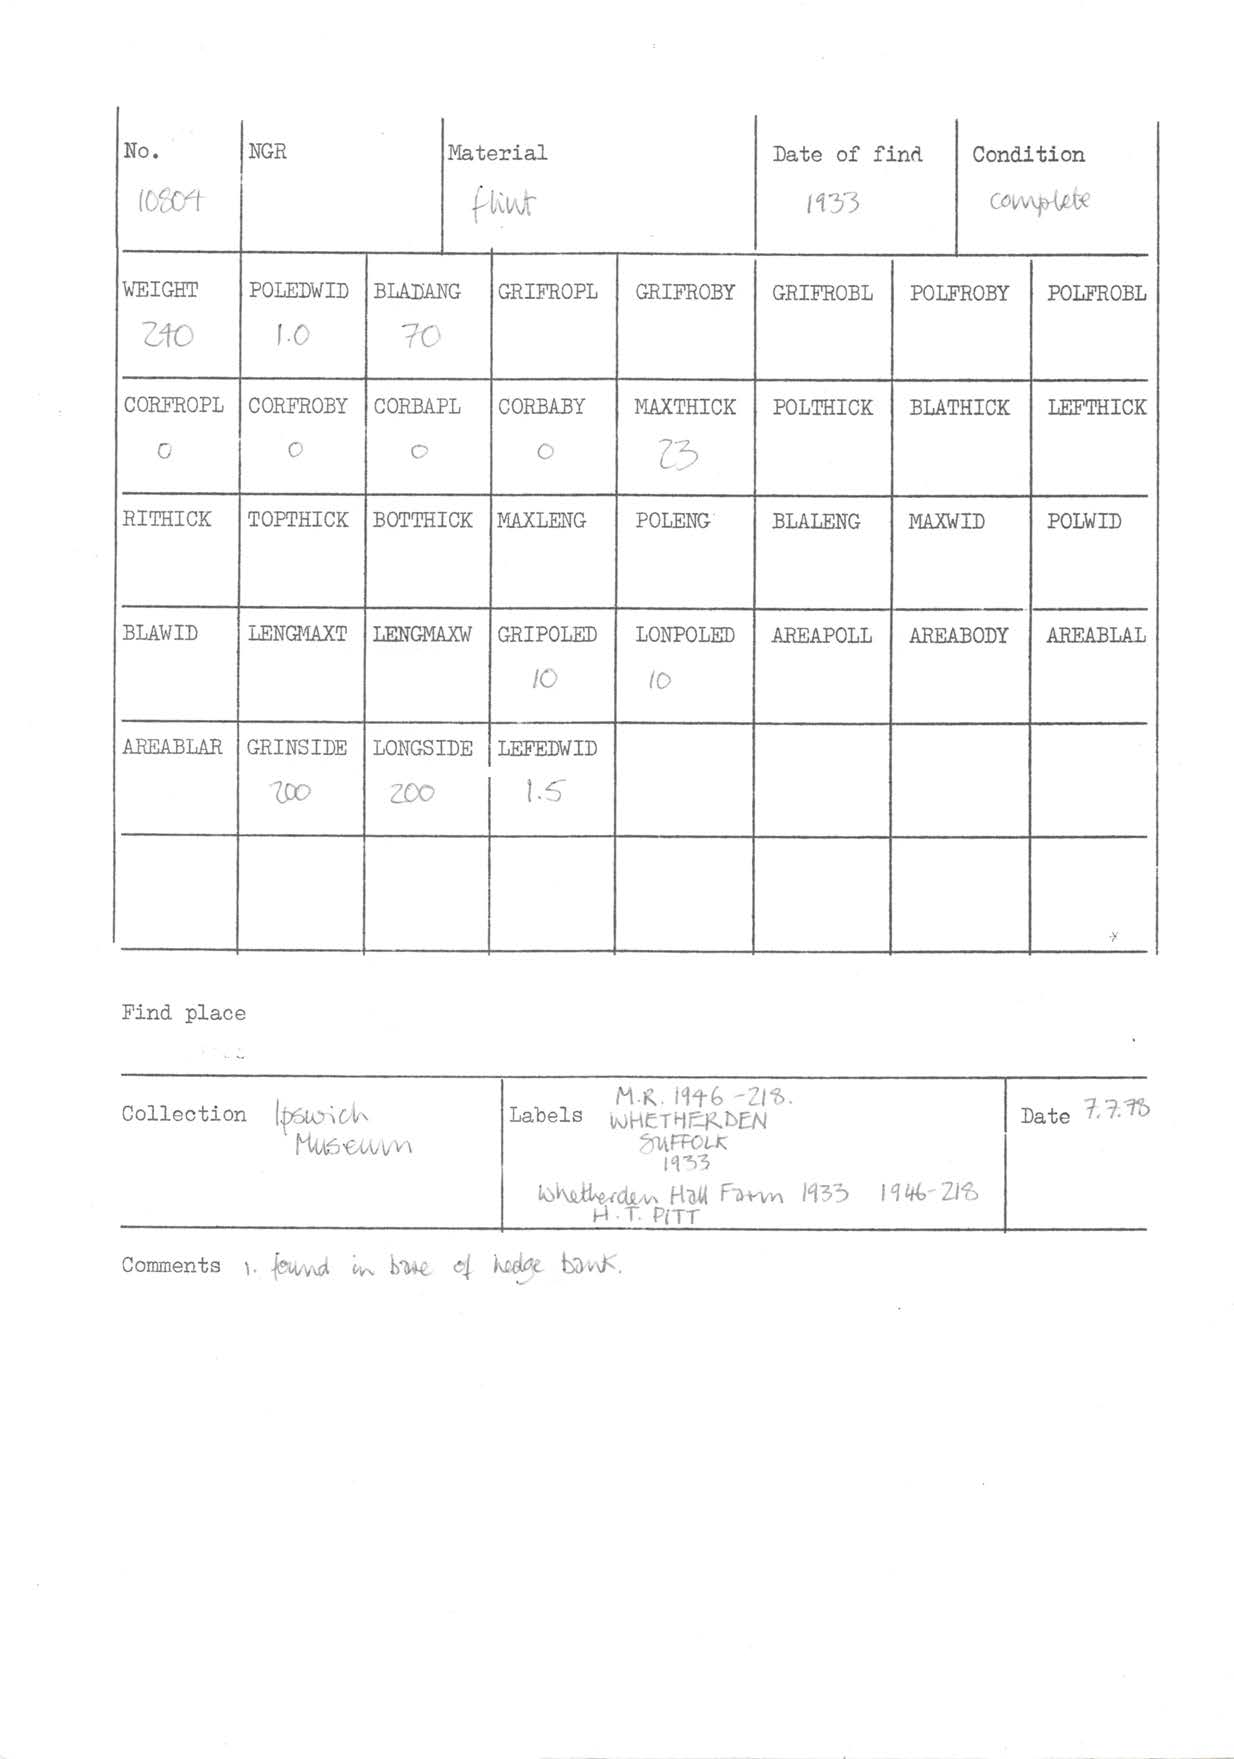 No. NGR Material Date of find Condition
10804 flint 1933 complete
WEIGHT POLEDWID BLADANG GRIFROPL GRIFROBY GRIFROBL POLFROBY POLFROBL
240 1.0 70
CORFROPL CORFROBY CORBAPL CORBABY MAXTHICK POLTHICK BLATHICK LEFTHICK
0 0 0 0 23
RITHICK TOPTHICK BOTTHICK MAXLENG POLENG BLALENG MAXWID POLWID
BLAWID LENGMAXT LENGMAXW GRIPOLED LONPOLED AREAPOLL AREABODY AREABLAL
10 10
AREABLAR GRINSIDE LONGSIDE LEFEDWID
200 200 1.5
Find place
Collection Ipswich
Museum
Labels M.R. 1946-218.
WHETHERDEN
SUFFOLK
1933
Whetherden Hall Farm 1933 1946-218
H.T. PITT
Date 7.7.78
Comments 1. found in base of hedge bank.